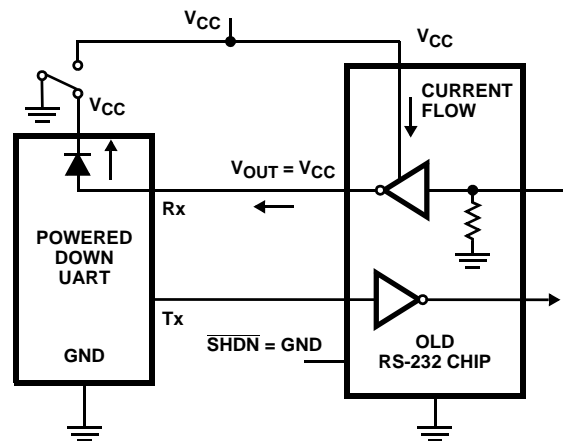 VCC
VCC
VCC
CURRENT
FLOW
VOUT = VCC
Rx
POWERED
DOWN
UART
Tx
GND
SHDN = GND
OLD
RS-232 CHIP